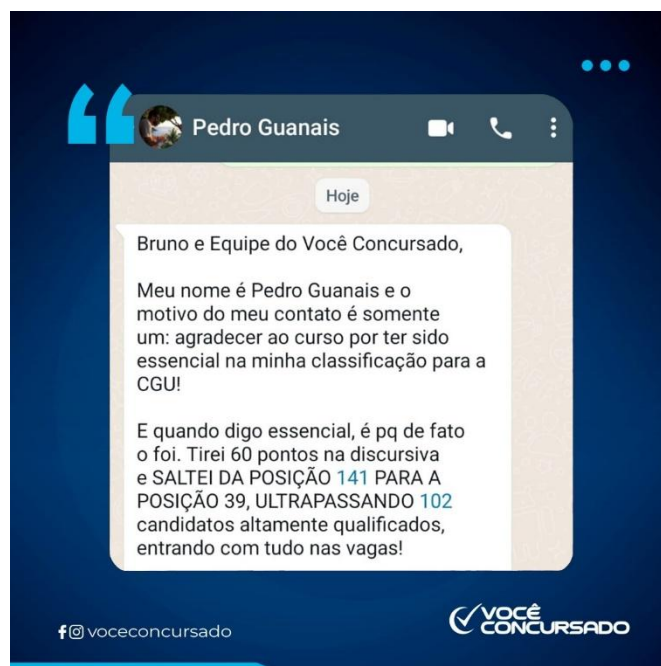 Pedro Guanais
Hoje
Bruno e Equipe do Você Concursado,
Meu nome é Pedro Guanais e o
motivo do meu contato é somente
um: agradecer ao curso por ter sido
essencial na minha classificação para a
CGU!
E quando digo essencial, é pq de fato
o foi. Tirei 60 pontos na discursiva
e SALTEI DA POSIÇÃO 141 PARA A
POSIÇÃO 39, ULTRAPASSANDO 102
candidatos altamente qualificados,
entrando com tudo nas vagas!
voceconcursado
VOCÊ
CONCURSADO